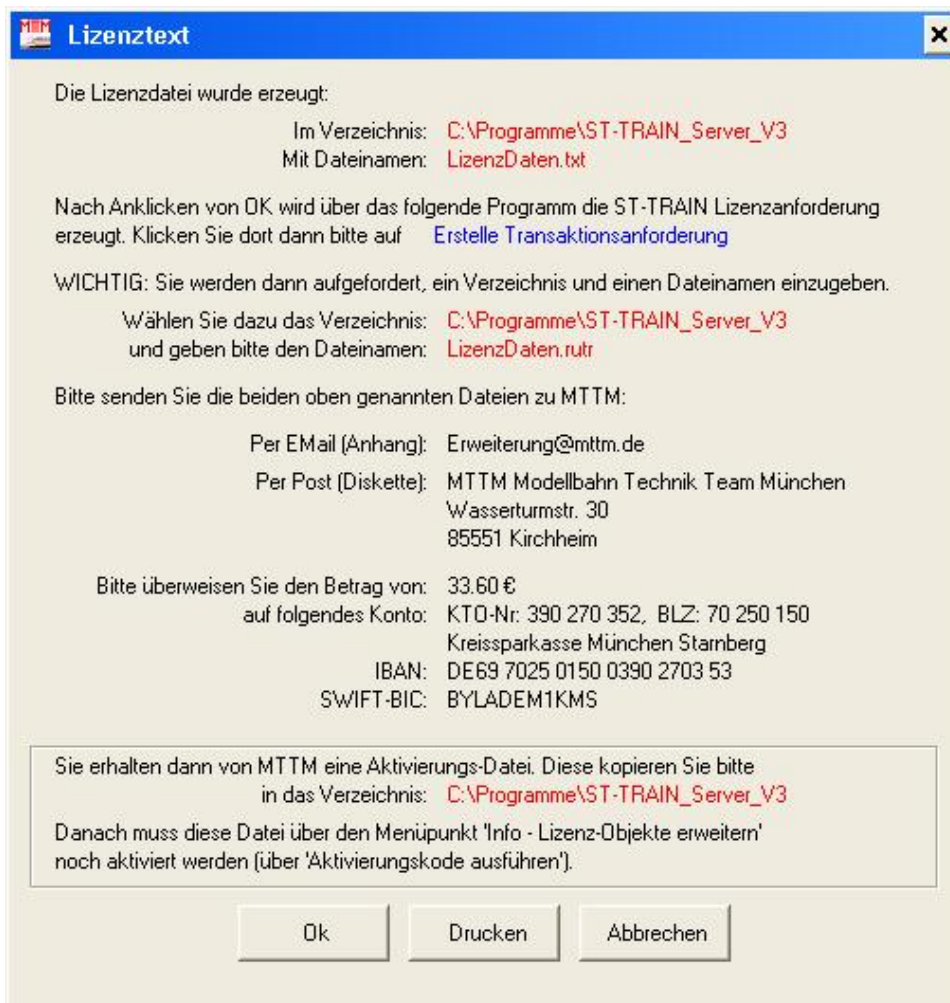 MTTM
Lizenztext
Die Lizenzdatei wurde erzeugt:
Im Verzeichnis: C:\Programme\ST-TRAIN_Server_V3
Mit Dateinamen: LizenzDaten.txt
Nach Anklicken von OK wird über das folgende Programm die ST-TRAIN Lizenzanforderung
erzeugt. Klicken Sie dort dann bitte auf Erstelle Transaktionsanforderung
WICHTIG: Sie werden dann aufgefordert, ein Verzeichnis und einen Dateinamen einzugeben.
Wählen Sie dazu das Verzeichnis: C:\Programme\ST-TRAIN_Server_V3
und geben bitte den Dateinamen: LizenzDaten.rutr
Bitte senden Sie die beiden oben genannten Dateien zu MTTM:
Per EMail (Anhang): Erweiterung@mttm.de
Per Post (Diskette): MTTM Modellbahn Technik Team München
Wasserturmstr. 30
85551 Kirchheim
Bitte überweisen Sie den Betrag von: 33.60 €
auf folgendes Konto: KTO-Nr: 390 270 352, BLZ: 70 250 150
Kreissparkasse München Starnberg
IBAN: DE69 7025 0150 0390 2703 53
SWIFT-BIC: BYLADEM1KMS
Sie erhalten dann von MTTM eine Aktivierungs-Datei. Diese kopieren Sie bitte
in das Verzeichnis: C:\Programme\ST-TRAIN_Server_V3
Danach muss diese Datei über den Menüpunkt 'Info - Lizenz-Objekte erweitern'
noch aktiviert werden (über 'Aktivierungskode ausführen').
Ok Drucken Abbrechen